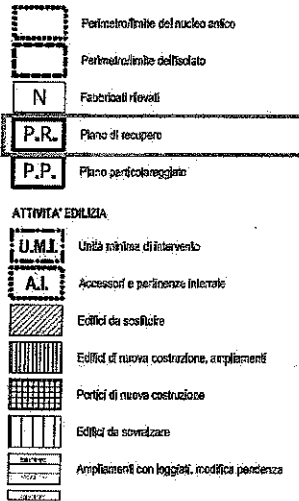 Perimetro/limite del nucleo antico
Perimetro/limite dell'isolato
N Fabbricati rilevati
P.R. Piano di recupero
P.P. Piano particolareggiato
ATTIVITA' EDILIZIA
U.M.I. Unità minima di intervento
A.I. Accessori e pertinenze interrate
Edifici da sostituire
Edifici di nuova costruzione, ampliamenti
Portici di nuova costruzione
Edifici da sovralzare
Ampliamenti con loggiati, modifica pendenza